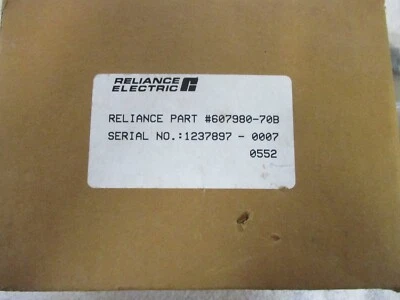 RELIANCE
ELECTRIC
RELIANCE PART #607980-70B
SERIAL NO.:1237897 - 0007
0552